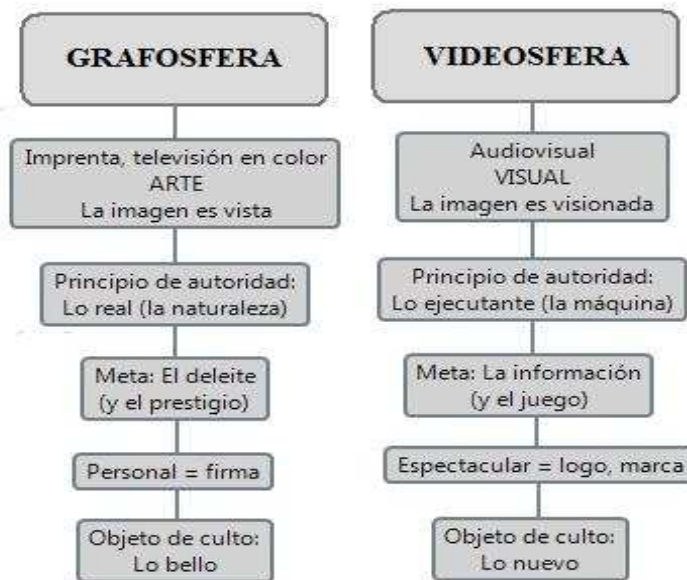 GRAFOSFERA
Imprenta, televisión en color
ARTE
La imagen es vista
Principio de autoridad:
Lo real (la naturaleza)
Meta: El deleite
(y el prestigio)
Personal = firma
Objeto de culto:
Lo bello
VIDEOSFERA
Audiovisual
VISUAL
La imagen es visionada
Principio de autoridad:
Lo ejecutante (la máquina)
Meta: La información
(y el juego)
Espectacular = logo, marca
Objeto de culto:
Lo nuevo